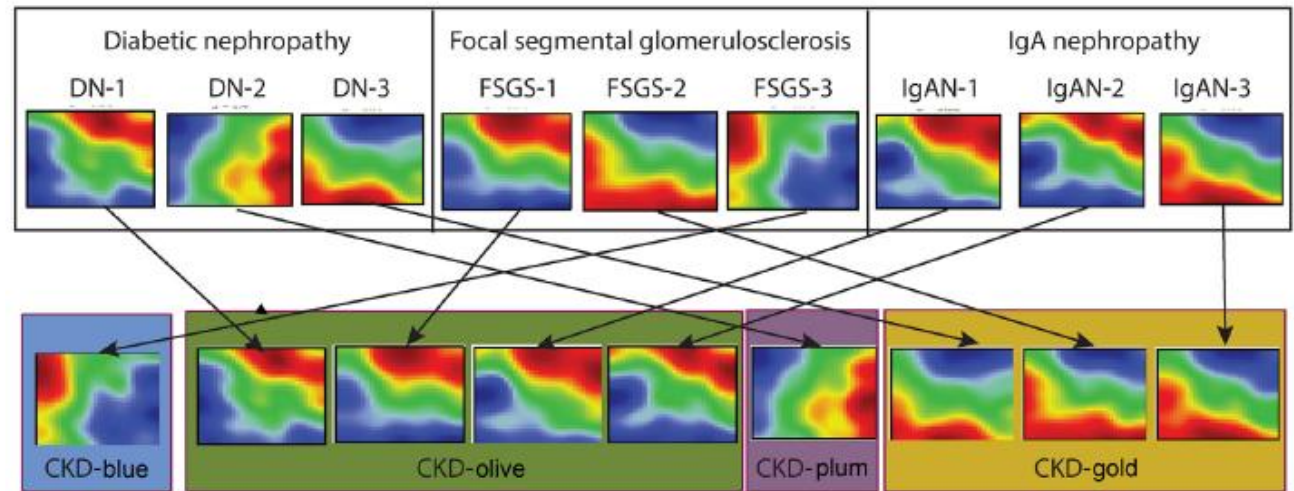 Diabetic nephropathy Focal segmental glomerulosclerosis IgA nephropathy
DN-1 DN-2 DN-3 FSGS-1 FSGS-2 FSGS-3 IgAN-1 IgAN-2 IgAN-3
CKD-blue CKD-olive CKD-plum CKD-gold